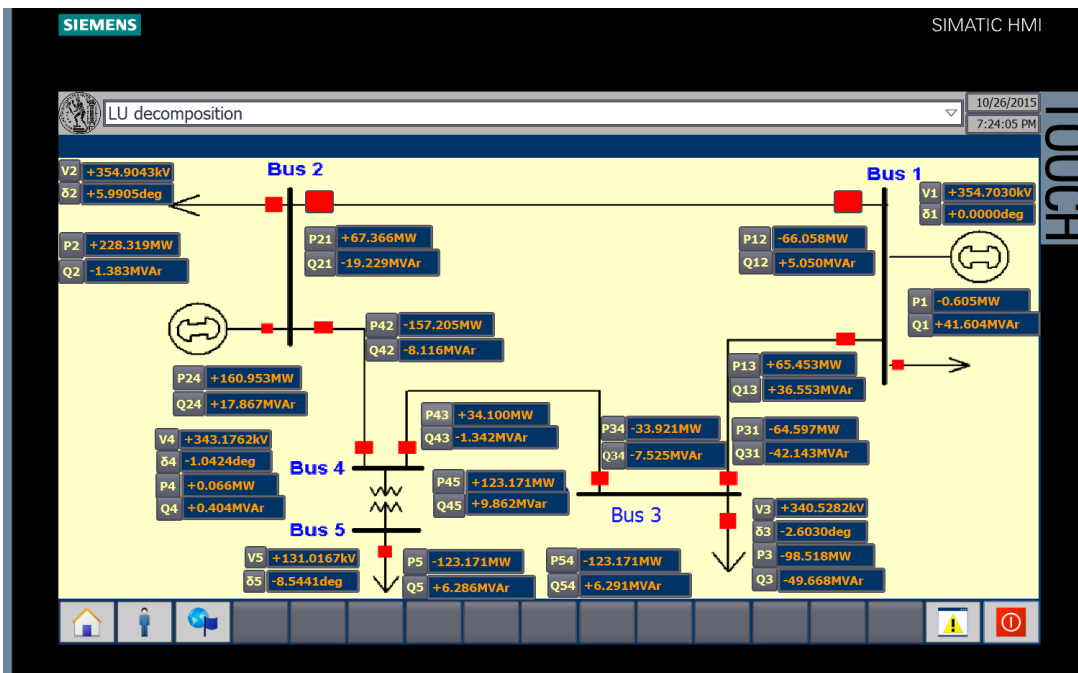 SIEMENS
SIMATIC HMI
TOUCH
LU decomposition
10/26/2015
7:24:05 PM
V2 +354.9043kV
δ2 +5.9905deg
Bus 2
Bus 1
V1 +354.7030kV
δ1 +0.0000deg
P2 +228.319MW
Q2 -1.383MVAr
P21 +67.366MW
Q21 -19.229MVAr
P12 -66.058MW
Q12 +5.050MVAr
P1 -0.605MW
Q1 +41.604MVAr
P42 -157.205MW
Q42 -8.116MVAr
P24 +160.953MW
Q24 +17.867MVAr
P13 +65.453MW
Q13 +36.553MVAr
P43 +34.100MW
Q43 -1.342MVAr
P34 -33.921MW
Q34 -7.525MVAr
P31 -64.597MW
Q31 -42.143MVAr
V4 +343.1762kV
δ4 -1.0424deg
P4 +0.066MW
Q4 +0.404MVAr
Bus 4
P45 +123.171MW
Q45 +9.862MVar
Bus 3
Bus 5
V3 +340.5282kV
δ3 -2.6030deg
P3 -98.518MW
Q3 -49.668MVAr
V5 +131.0167kV
δ5 -8.5441deg
P5 -123.171MW
Q5 +6.286MVAr
P54 -123.171MW
Q54 +6.291MVAr